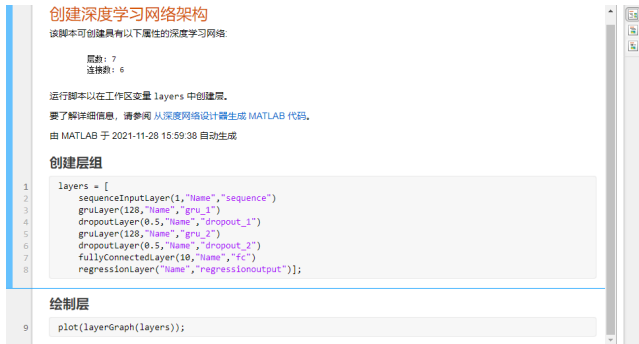 创建深度学习网络架构
该脚本可创建具有以下属性的深度学习网络:
层数: 7
连接数: 6
运行脚本以在工作区变量 layers 中创建层。
要了解详细信息，请参阅 从深度网络设计器生成 MATLAB 代码。
由 MATLAB 于 2021-11-28 15:59:38 自动生成
创建层组
1 layers = [
2 sequenceInputLayer(1,"Name","sequence")
3 gruLayer(128,"Name","gru_1")
4 dropoutLayer(0.5,"Name","dropout_1")
5 gruLayer(128,"Name","gru_2")
6 dropoutLayer(0.5,"Name","dropout_2")
7 fullyConnectedLayer(10,"Name","fc")
8 regressionLayer("Name","regressionoutput")];
绘制层
9 plot(layerGraph(layers));